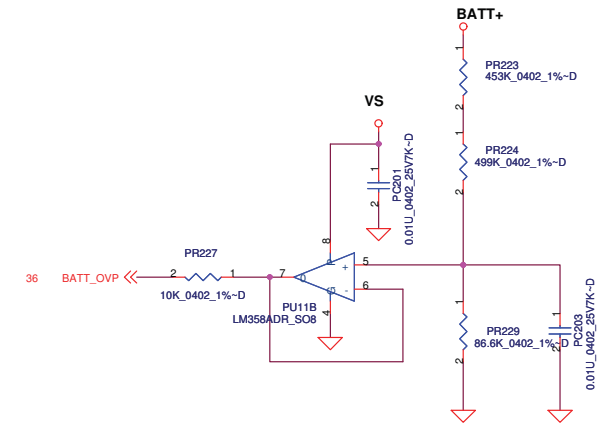 BATT+
1
PR223
453K_0402_1%~D
2
VS
1
PR224
499K_0402_1%~D
2
1
PC201
2
0.01U_0402_25V7K~D
8
PR227
2
1
7
O
P
G
+
-
5
6
36
BATT_OVP
10K_0402_1%~D
PU11B
LM358ADR_SO8
4
1
PR229
86.6K_0402_1%~D
2
1
PC203
2
0.01U_0402_25V7K~D